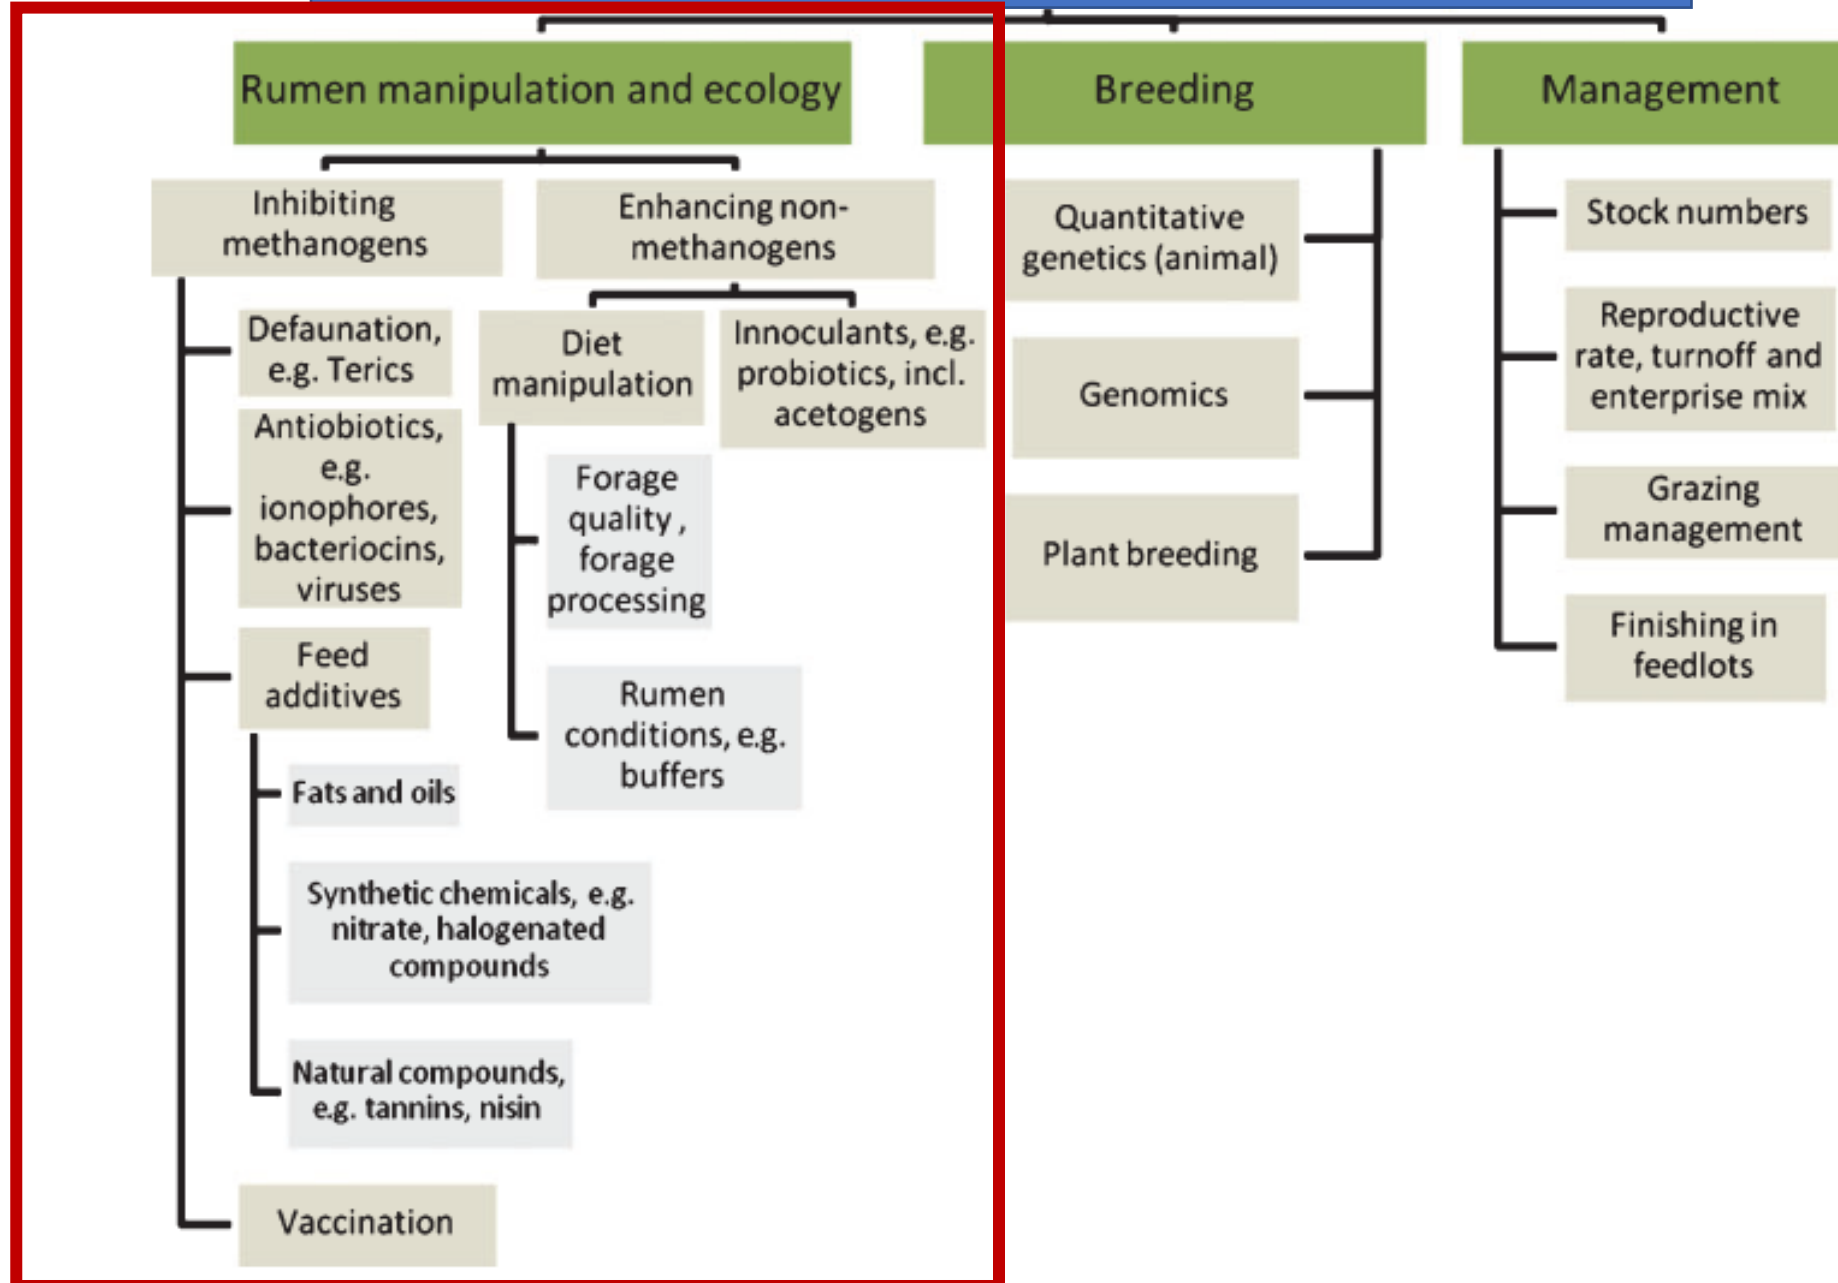 Rumen manipulation and ecology
Breeding
Management
Inhibiting
methanogens
Enhancing non-
methanogens
Defaunation,
e.g. Terics
Antiobiotics,
e.g.
ionophores,
bacteriocins,
viruses
Feed
additives
Fats and oils
Synthetic chemicals, e.g.
nitrate, halogenated
compounds
Natural compounds,
e.g. tannins, nisin
Vaccination
Diet
manipulation
Forage
quality ,
forage
processing
Rumen
conditions, e.g.
buffers
Innoculants, e.g.
probiotics, incl.
acetogens
Quantitative
genetics (animal)
Genomics
Plant breeding
Stock numbers
Reproductive
rate, turnoff and
enterprise mix
Grazing
management
Finishing in
feedlots